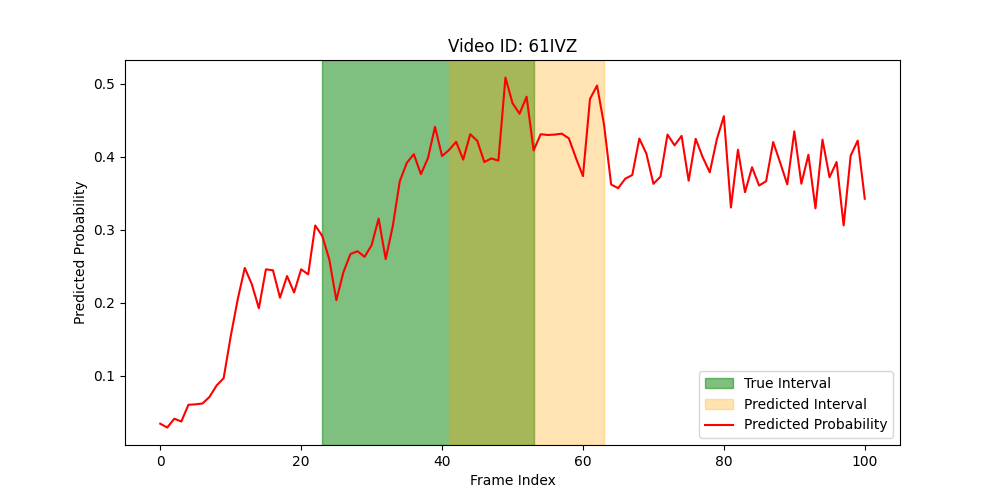 Video ID: 61IVZ
Predicted Probability
0.5
0.4
0.3
0.2
0.1
0 20 40 60 80 100
Frame Index
True Interval
Predicted Interval
Predicted Probability